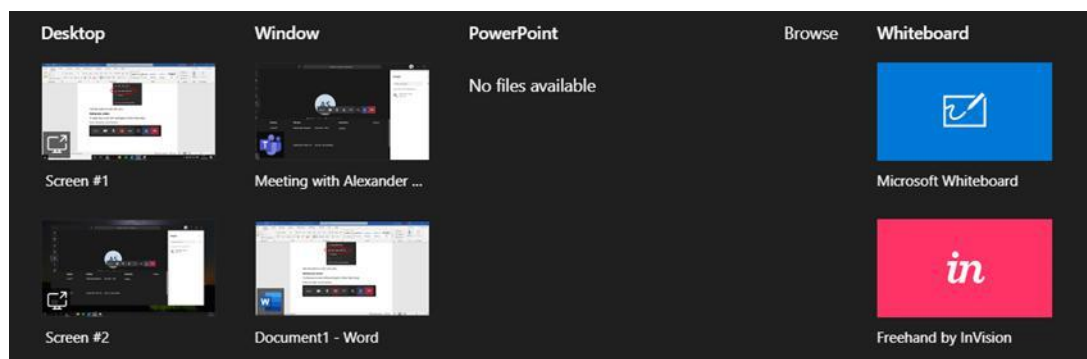 Desktop
Window
PowerPoint
Browse
Whiteboard
No files available
Screen #1
Meeting with Alexander ...
Microsoft Whiteboard
in
Screen #2
W
Document1 - Word
Freehand by InVision